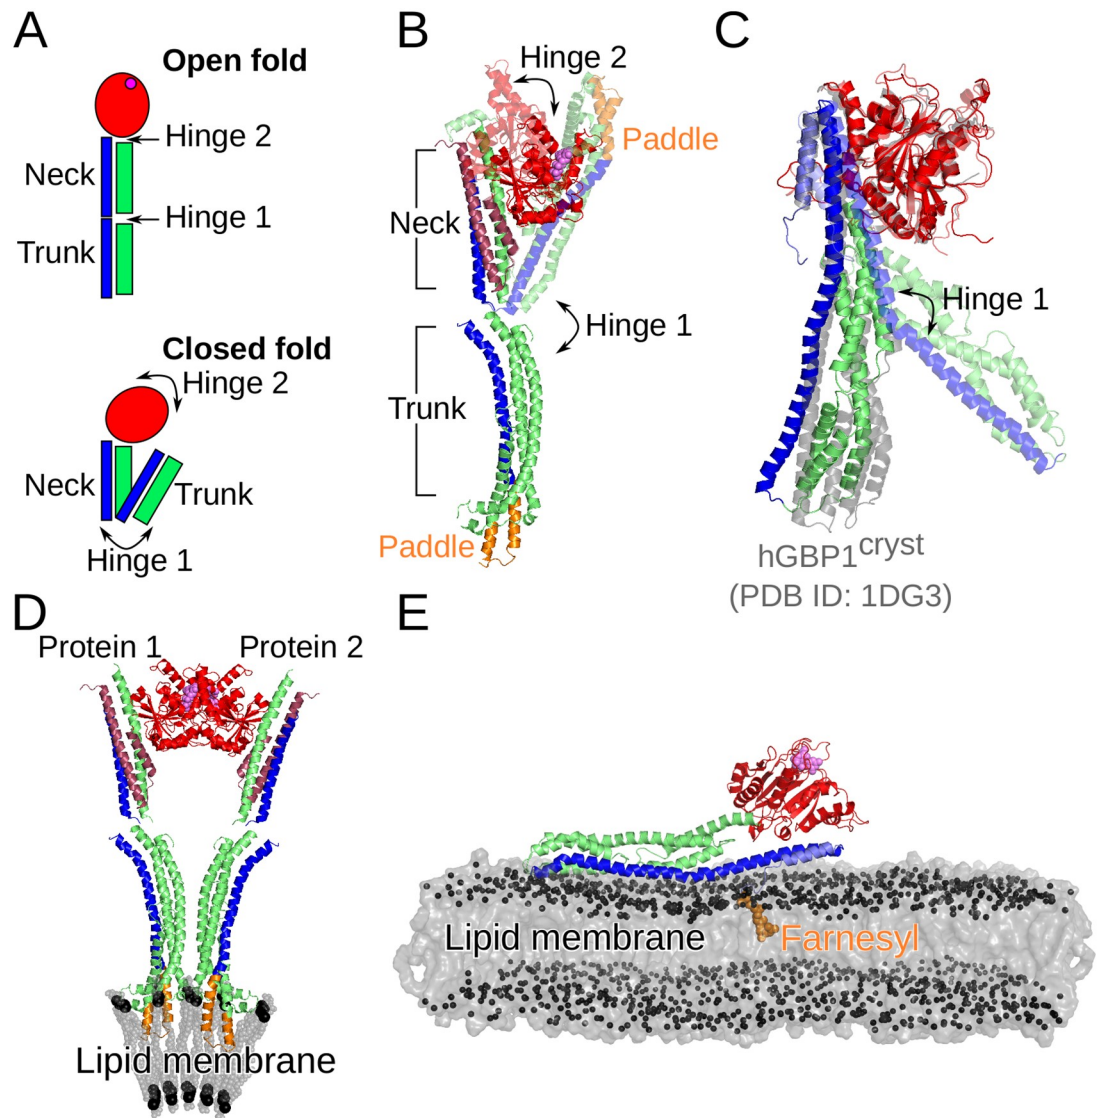 A
Open fold
Hinge 2
Neck
Hinge 1
Trunk
Closed fold
Hinge 2
Neck
Trunk
Hinge 1
B
Hinge 2
Paddle
Neck
Hinge 1
Trunk
Paddle
C
Hinge 1
hGBP1cryst
(PDB ID: 1DG3)
D
Protein 1
Protein 2
Lipid membrane
E
Lipid membrane
Farnesyl